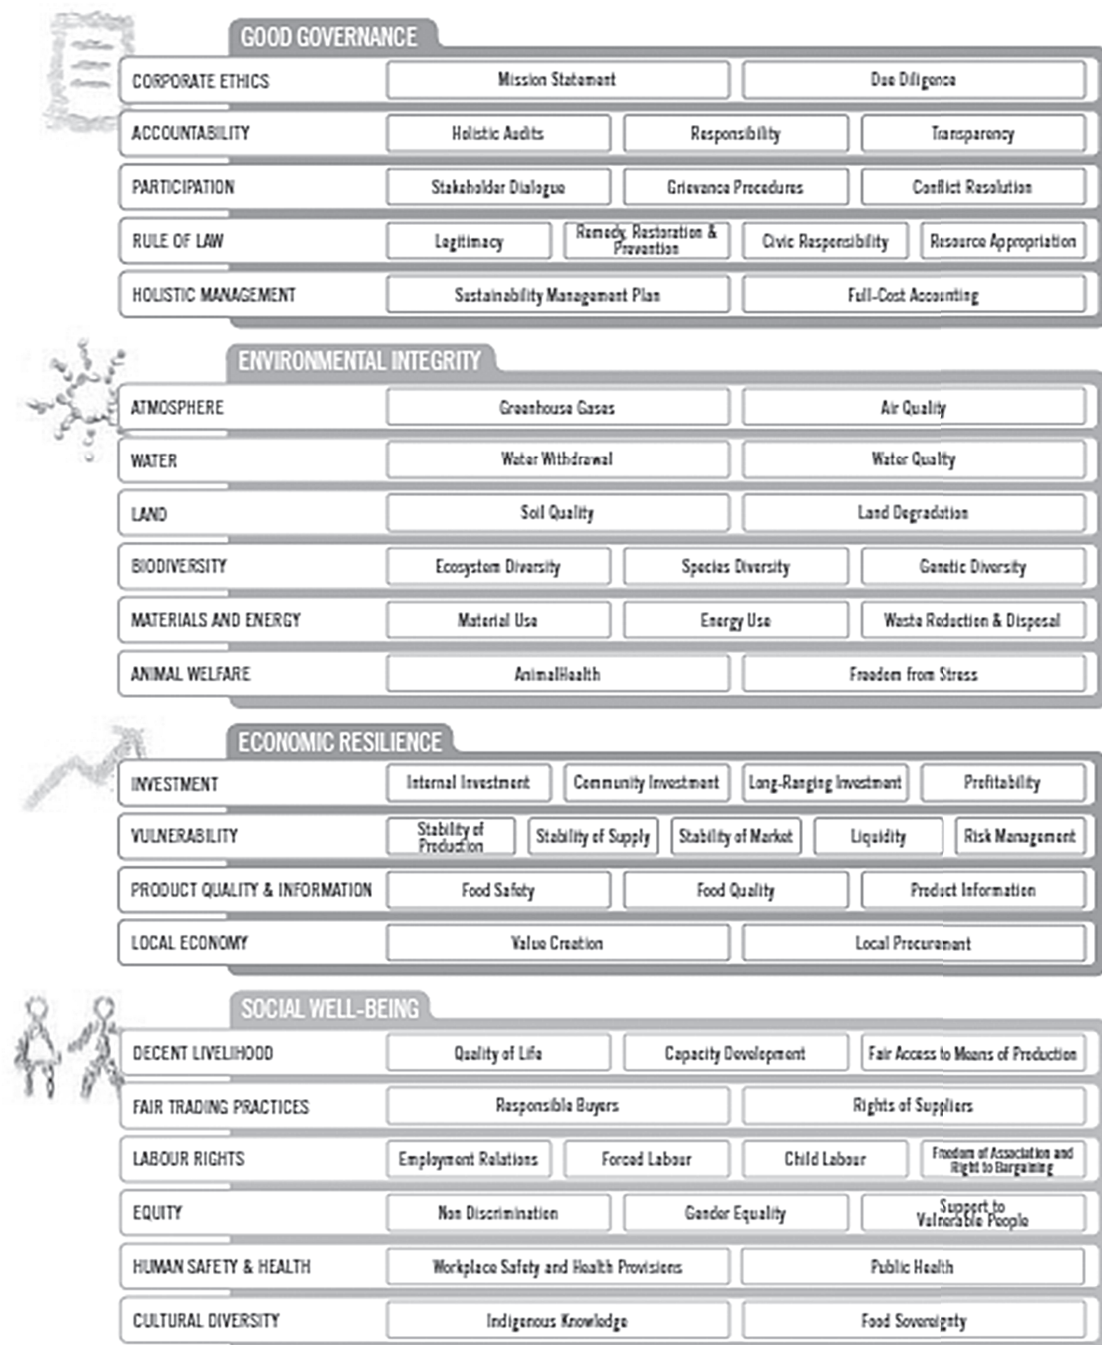 GOOD GOVERNANCE
CORPORATE ETHICS
Mission Statement
Due Diligence
ACCOUNTABILITY
Holistic Audits
Responsibility
Transparency
PARTICIPATION
Stakeholder Dialogue
Grievance Procedures
Conflict Resolution
RULE OF LAW
Legitimacy
Remedy, Restoration &
Prevention
Civic Responsibility
Resource Appropriation
HOLISTIC MANAGEMENT
Sustainability Management Plan
Full-Cost Accounting
ENVIRONMENTAL INTEGRITY
ATMOSPHERE
Greenhouse Gases
Air Quality
WATER
Water Withdrawal
Water Qualty
LAND
Soil Quality
Land Degradation
BIODIVERSITY
Ecosystem Diversity
Species Diversity
Genetic Diversity
MATERIALS AND ENERGY
Material Use
Energy Use
Waste Reduction & Disposal
ANIMAL WELFARE
AnimalHealth
Freedom from Stress
ECONOMIC RESILIENCE
INVESTMENT
Internal Investment
Community Investment
Long-Ranging Investment
Profitability
VULNERABILITY
Stability of
Production
Stability of Supply
Stability of Market
Liquidity
Risk Management
PRODUCT QUALITY & INFORMATION
Food Safety
Food Quality
Product Information
LOCAL ECONOMY
Value Creation
Local Procurement
SOCIAL WELL-BEING
DECENT LIVELIHOOD
Quality of Life
Capacity Development
Fair Access to Means of Production
FAIR TRADING PRACTICES
Responsible Buyers
Rights of Suppliers
LABOUR RIGHTS
Employment Relations
Forced Labour
Child Labour
Freedom of Association and
Right to Bargaining
EQUITY
Non Discrimination
Gender Equality
Support to
Vulnerable People
HUMAN SAFETY & HEALTH
Workplace Safety and Health Provisions
Public Health
CULTURAL DIVERSITY
Indigenous Knowledge
Food Sovereignty